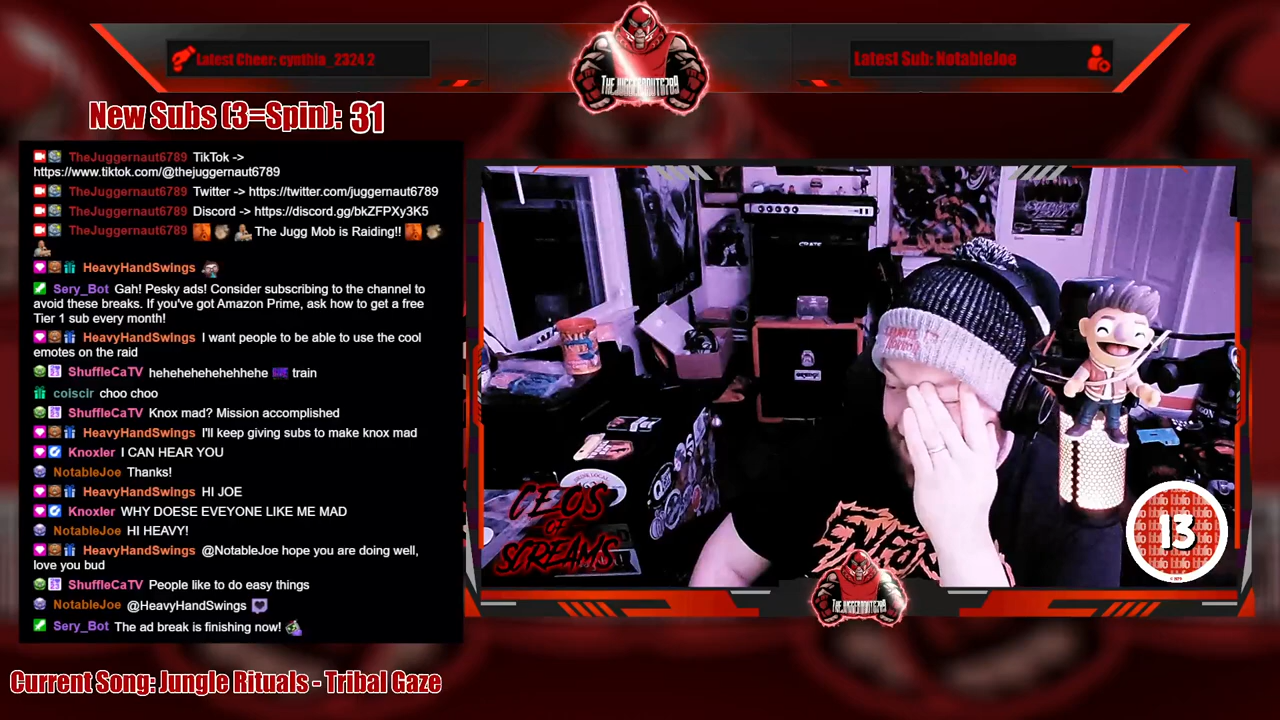 Latest Cheer: cynthia_2324 2
THEJUGGERNAUT6789
Latest Sub: NotableJoe
New Subs (3=Spin): 31
TheJuggernaut6789 TikTok ->
https://www.tiktok.com/@thejuggernaut6789
TheJuggernaut6789 Twitter -> https://twitter.com/juggernaut6789
TheJuggernaut6789 Discord -> https://discord.gg/bkZFPXy3K5
TheJuggernaut6789 The Jugg Mob is Raiding!!
HeavyHandSwings
Sery_Bot Gah! Pesky ads! Consider subscribing to the channel to
avoid these breaks. If you've got Amazon Prime, ask how to get a free
Tier 1 sub every month!
HeavyHandSwings I want people to be able to use the cool
emotes on the raid
ShuffleCaTV hehehehehehhehe train
colsclr choo choo
ShuffleCaTV Knox mad? Mission accomplished
HeavyHandSwings I'll keep giving subs to make knox mad
Knoxler I CAN HEAR YOU
NotableJoe Thanks!
HeavyHandSwings HI JOE
Knoxler WHY DOESE EVEYONE LIKE ME MAD
NotableJoe HI HEAVY!
HeavyHandSwings @NotableJoe hope you are doing well,
love you bud
ShuffleCaTV People like to do easy things
NotableJoe @HeavyHandSwings
Sery_Bot The ad break is finishing now!
CRATE
CEOS
OF
SCREAMS
13
THEJUGGERNAUT6789
Current Song: Jungle Rituals - Tribal Gaze